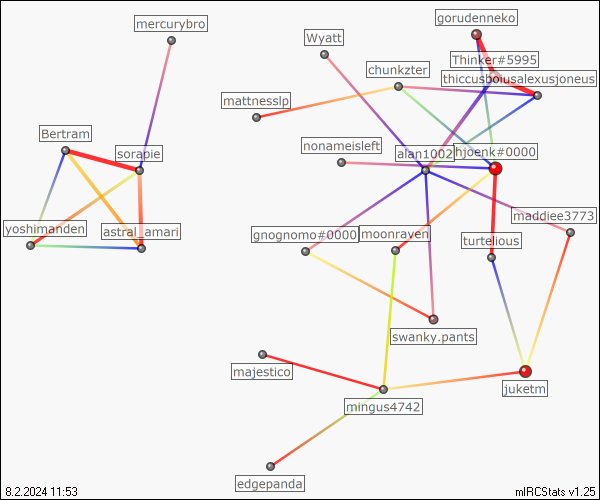 gorudenneko
mercurybro
Wyatt
Thinker#5995
chunkzter
thiccusboiusalexusjoneus
mattnesslp
Bertram
nonameisleft
sorapie
alan1002
hjoenk#0000
maddiee3773
yoshimanden
astral_amari
gnognomo#0000
moonraven
turtelious
swanky.pants
majestico
juketm
mingus4742
edgepanda
8.2.2024 11:53
mIRCStats v1.25